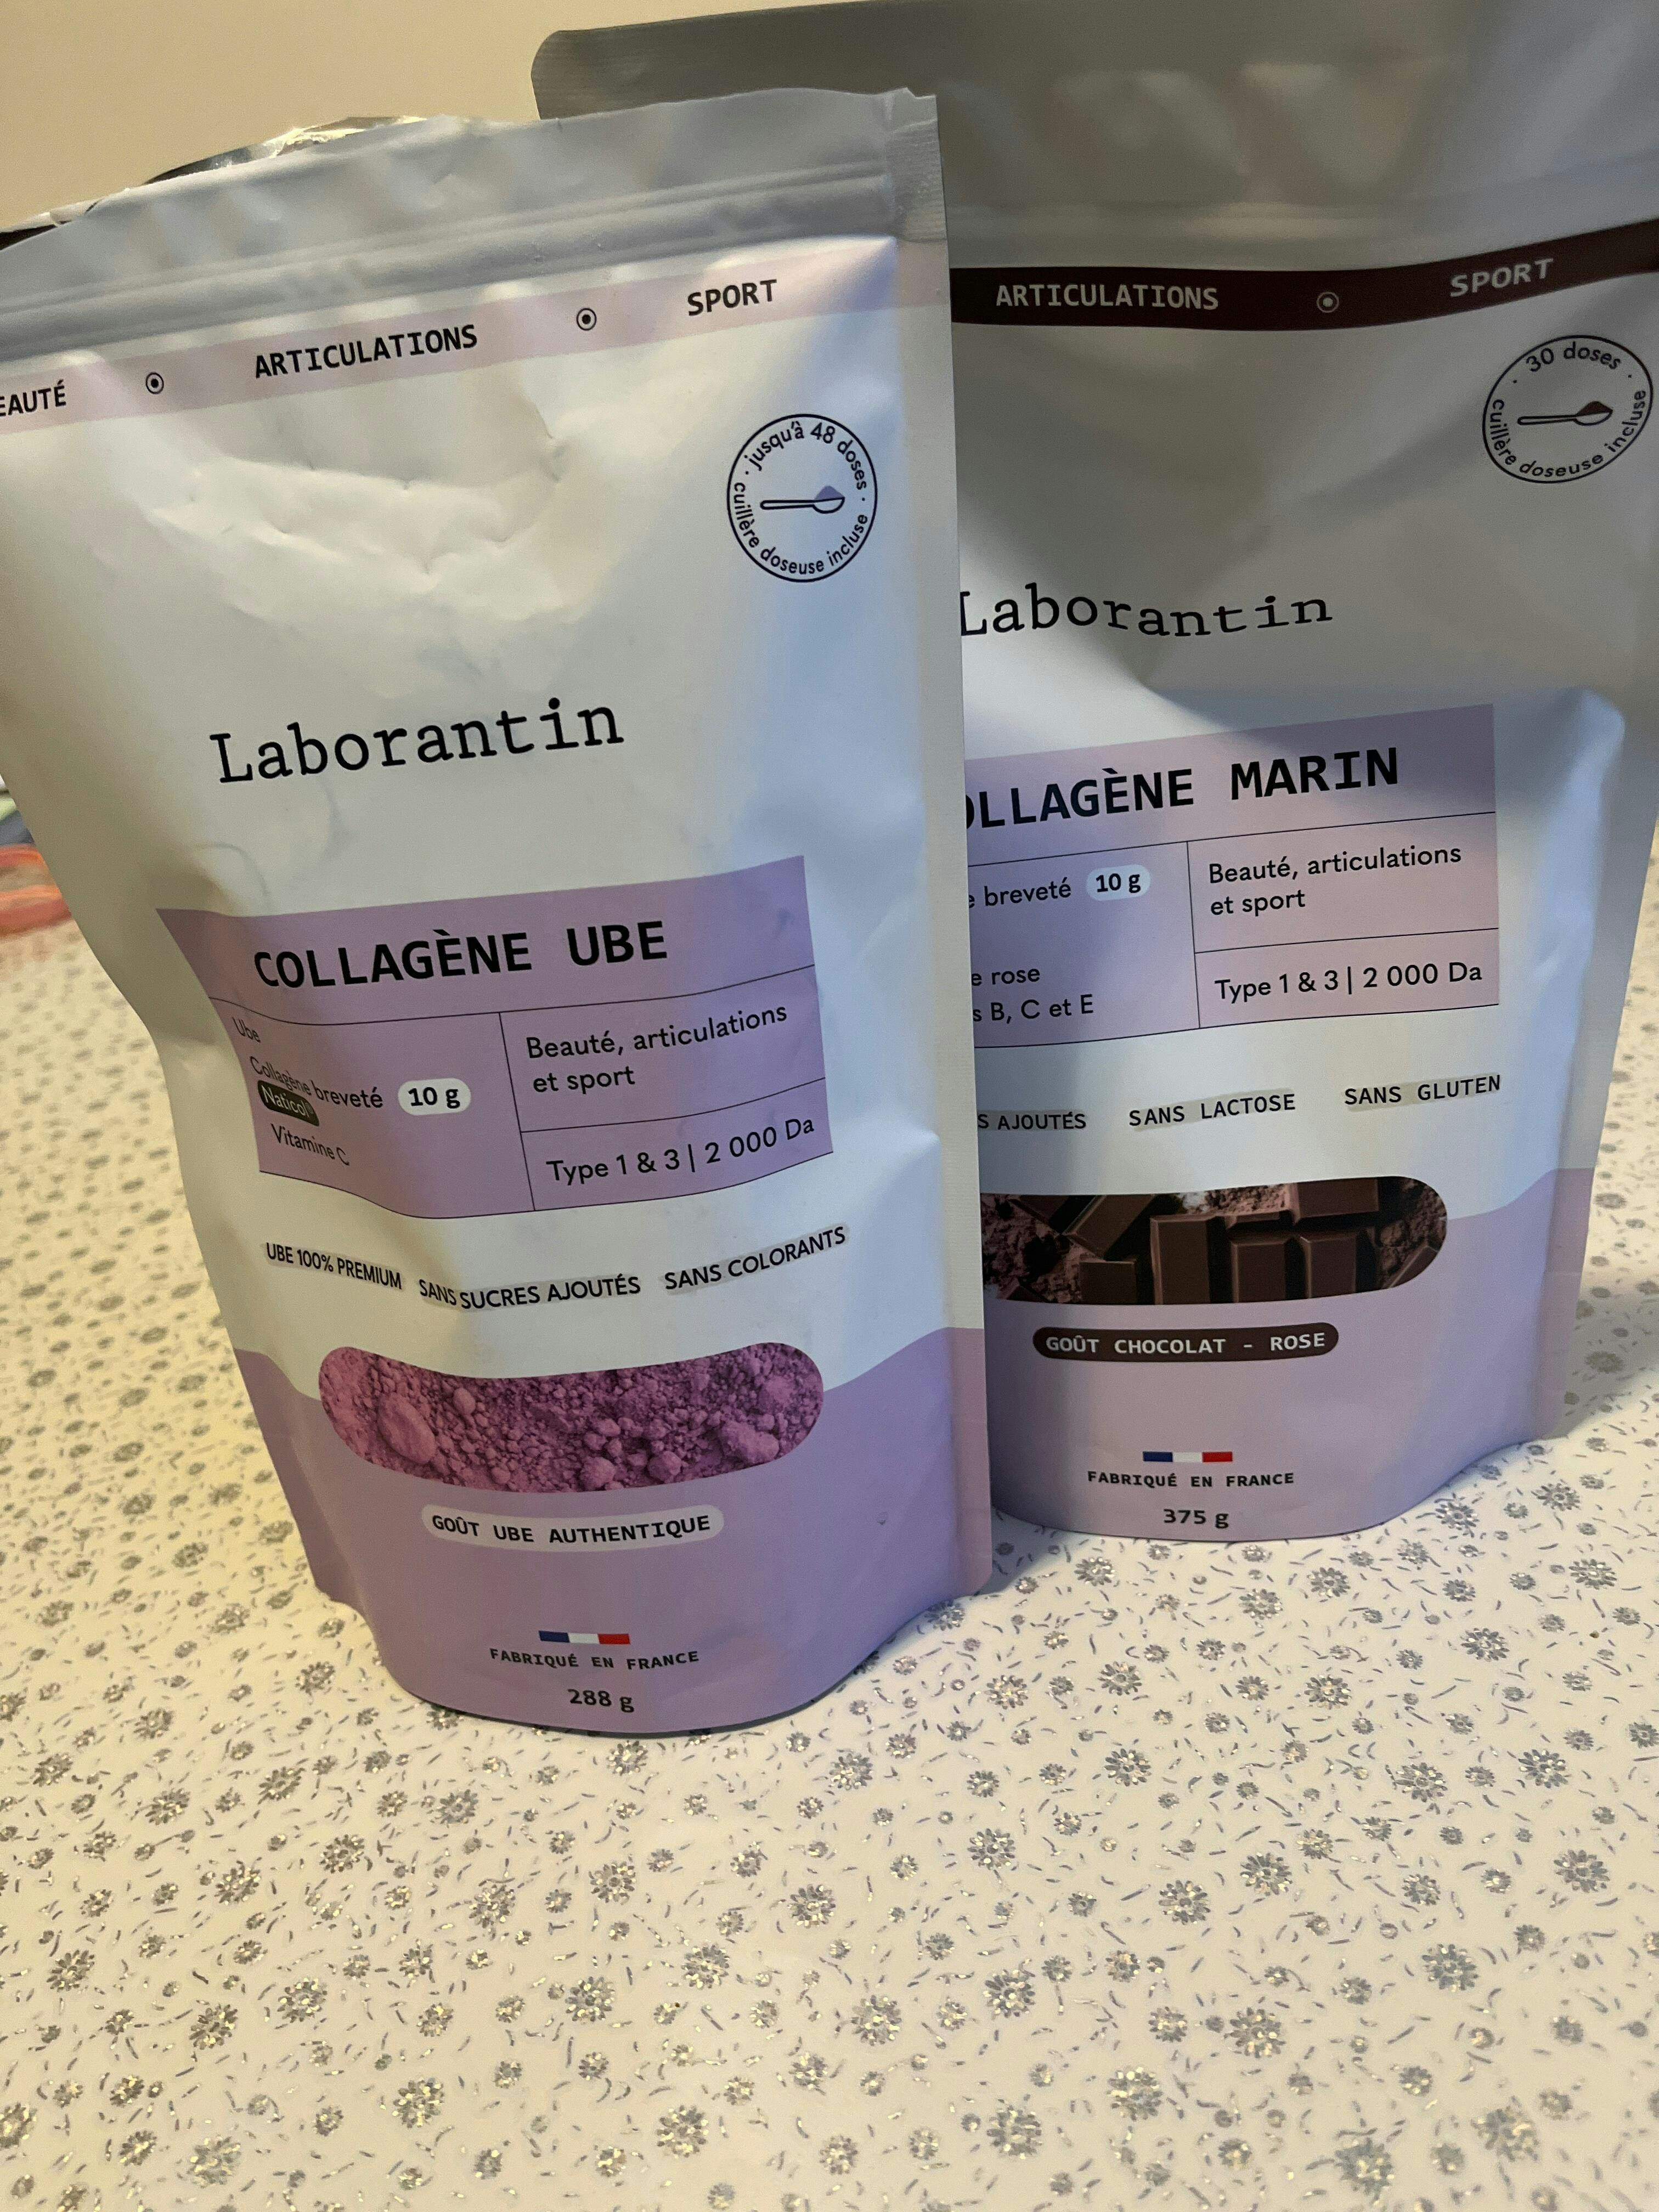 EAUTÉ ARTICULATIONS SPORT
jusqu'à 48 doses
cuillère doseuse incluse
Laborantin
COLLAGÈNE UBE
Ube
Collagène breveté 10 g
Naticol®
Vitamine C
Beauté, articulations
et sport
Type 1 & 3 | 2 000 Da
UBE 100% PREMIUM SANS SUCRES AJOUTÉS SANS COLORANTS
GOÛT UBE AUTHENTIQUE
FABRIQUÉ EN FRANCE
288 g
ARTICULATIONS SPORT
30 doses
cuillère doseuse incluse
Laborantin
OLLAGÈNE MARIN
e breveté 10 g
e rose
s B, C et E
Beauté, articulations
et sport
Type 1 & 3 | 2 000 Da
S AJOUTÉS SANS LACTOSE SANS GLUTEN
GOÛT CHOCOLAT - ROSE
FABRIQUÉ EN FRANCE
375 g